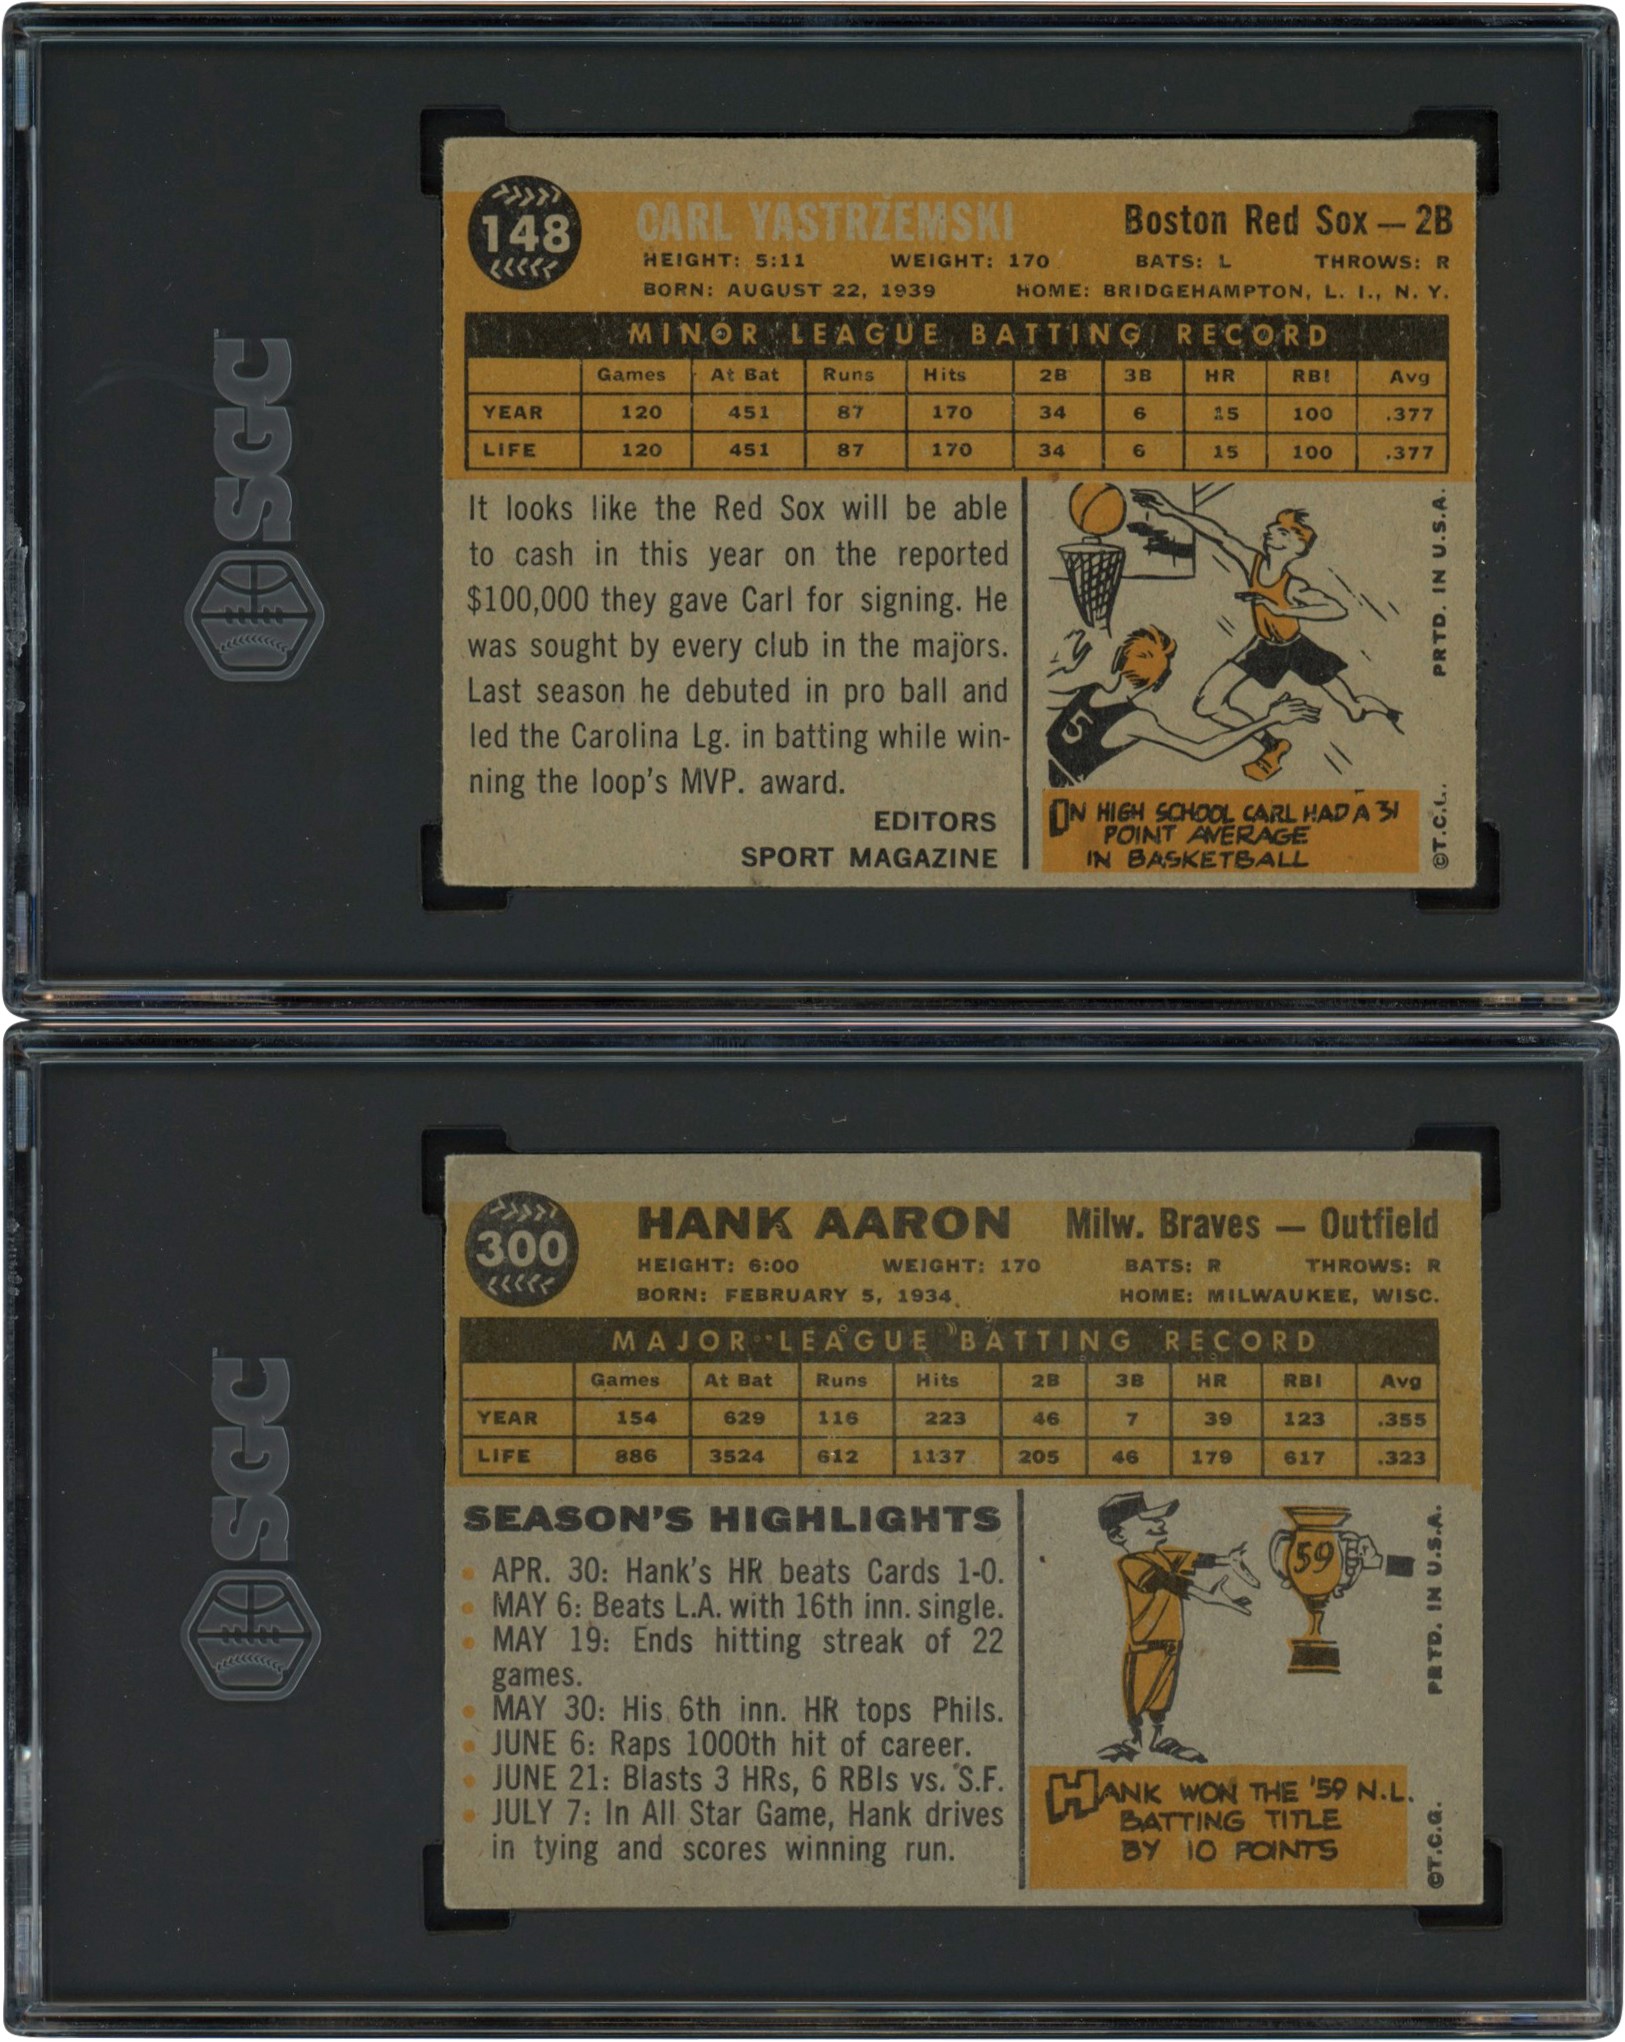 SGC
148
CARL YASTRZEMSKI
Boston Red Sox — 2B
HEIGHT: 5:11 WEIGHT: 170 BATS: L THROWS: R
BORN: AUGUST 22, 1939 HOME: BRIDGEHAMPTON, L. I., N. Y.
MINOR LEAGUE BATTING RECORD
Games At Bat Runs Hits 2B 3B HR RBI Avg
YEAR 120 451 87 170 34 6 15 100 .377
LIFE 120 451 87 170 34 6 15 100 .377
It looks like the Red Sox will be able
to cash in this year on the reported
$100,000 they gave Carl for signing. He
was sought by every club in the majors.
Last season he debuted in pro ball and
led the Carolina Lg. in batting while win-
ning the loop's MVP. award.
EDITORS
SPORT MAGAZINE
5
IN HIGH SCHOOL CARL HAD A 31
POINT AVERAGE
IN BASKETBALL
©T.C.G. PRTD. IN U.S.A.
SGC
300
HANK AARON
Milw. Braves — Outfield
HEIGHT: 6:00 WEIGHT: 170 BATS: R THROWS: R
BORN: FEBRUARY 5, 1934 HOME: MILWAUKEE, WISC.
MAJOR LEAGUE BATTING RECORD
Games At Bat Runs Hits 2B 3B HR RBI Avg
YEAR 154 629 116 223 46 7 39 123 .355
LIFE 886 3524 612 1137 205 46 179 617 .323
SEASON'S HIGHLIGHTS
• APR. 30: Hank's HR beats Cards 1-0.
• MAY 6: Beats L.A. with 16th inn. single.
• MAY 19: Ends hitting streak of 22
games.
• MAY 30: His 6th inn. HR tops Phils.
• JUNE 6: Raps 1000th hit of career.
• JUNE 21: Blasts 3 HRs, 6 RBIs vs. S.F.
• JULY 7: In All Star Game, Hank drives
in tying and scores winning run.
59
HANK WON THE '59 N.L.
BATTING TITLE
BY 10 POINTS
©T.C.G. PRTD. IN U.S.A.